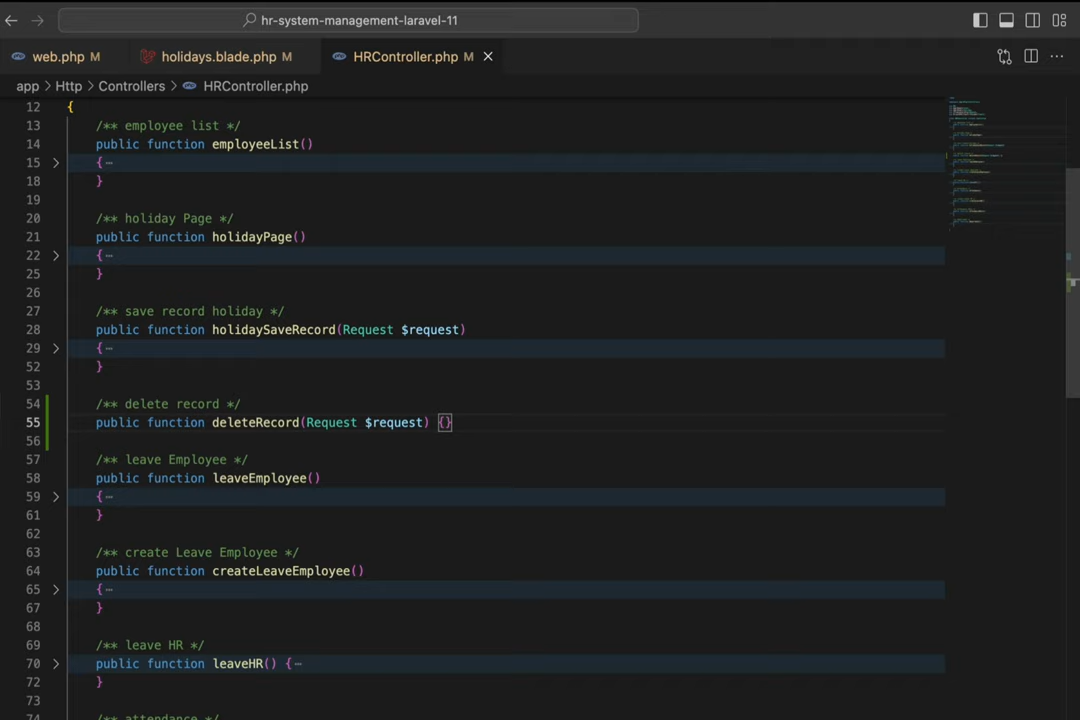 hr-system-management-laravel-11
web.php M
holidays.blade.php M
HRController.php M
app > Http > Controllers > HRController.php
12 {
13 /** employee list */
14 public function employeeList()
15 {
18 }
19
20 /** holiday Page */
21 public function holidayPage()
22 {
25 }
26
27 /** save record holiday */
28 public function holidaySaveRecord(Request $request)
29 {
52 }
53
54 /** delete record */
55 public function deleteRecord(Request $request) {}
56
57 /** leave Employee */
58 public function leaveEmployee()
59 {
61 }
62
63 /** create Leave Employee */
64 public function createLeaveEmployee()
65 {
67 }
68
69 /** leave HR */
70 public function leaveHR() {
72 }
73
74 /** attendance */